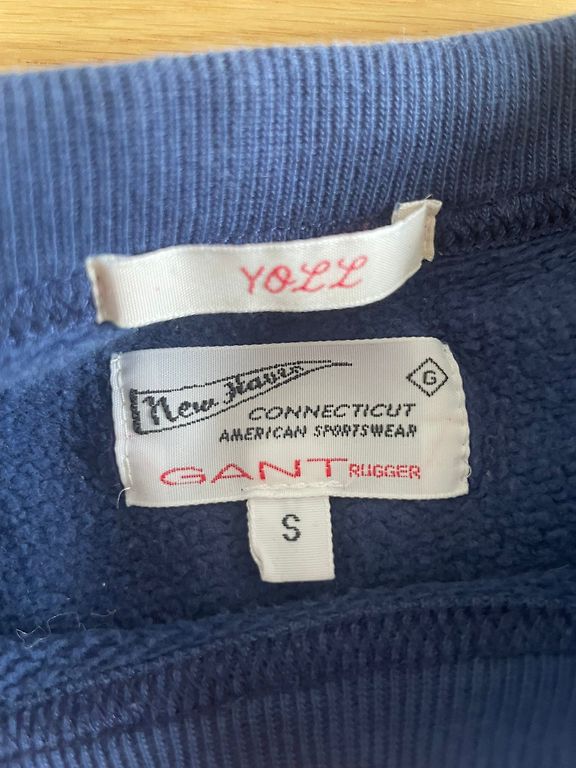 YOLL
New Haven
G
CONNECTICUT
AMERICAN SPORTSWEAR
GANT RUGGER
S